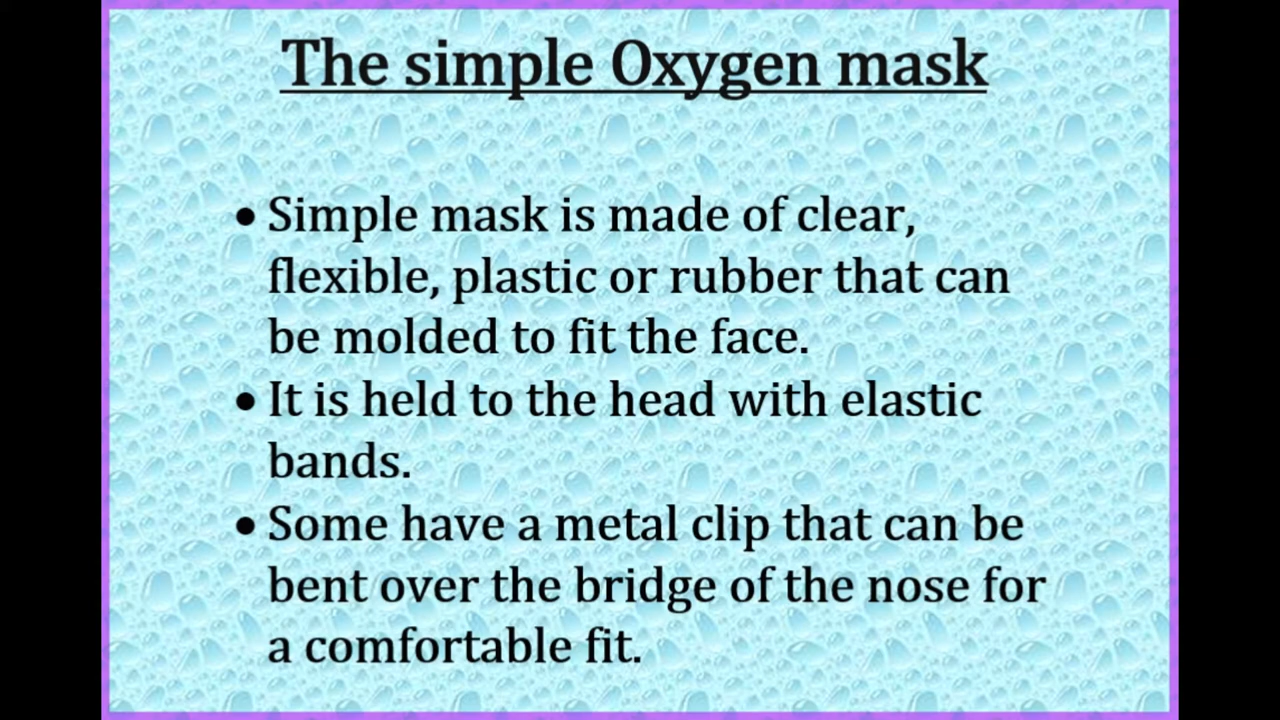 The simple Oxygen mask
• Simple mask is made of clear,
flexible, plastic or rubber that can
be molded to fit the face.
• It is held to the head with elastic
bands.
• Some have a metal clip that can be
bent over the bridge of the nose for
a comfortable fit.